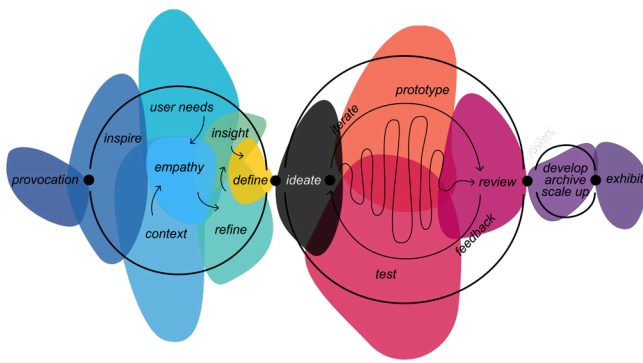 provocation
inspire
user needs
empathy
context
insight
define
refine
ideate
iterate
prototype
test
review
feedback
develop
archive
scale up
exhibit